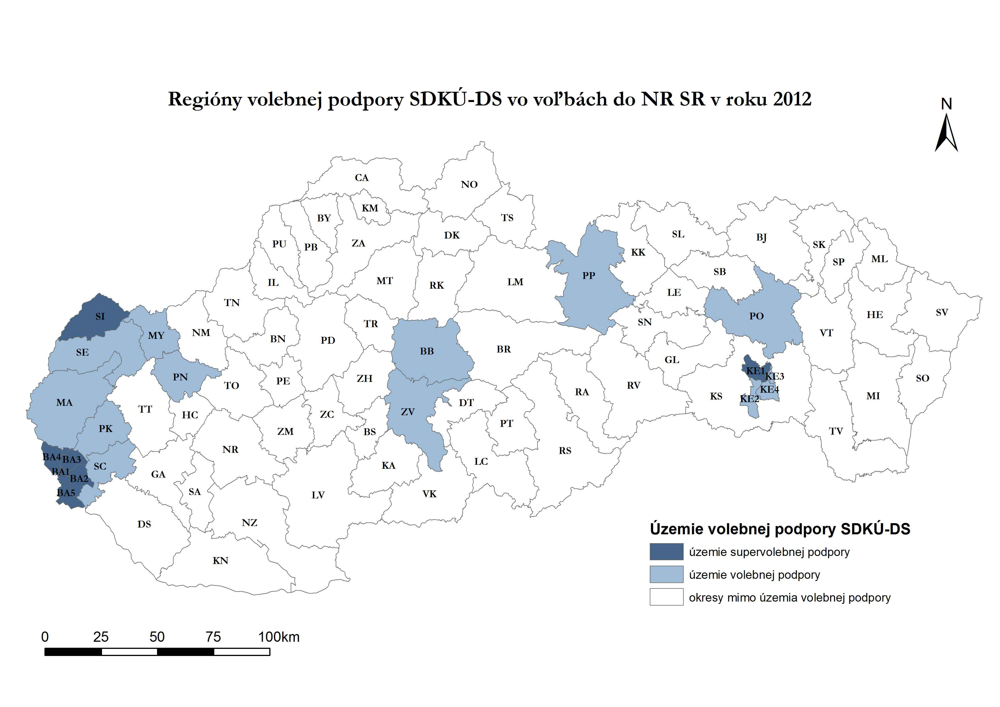 Regióny volebnej podpory SDKÚ-DS vo voľbách do NR SR v roku 2012
N
CA
NO
KM
BY
TS
DK
SL
BJ
PU
PB
ZA
KK
SK
SP
ML
IL
MT
RK
LM
PP
SB
LE
TN
SI
MY
NM
TR
SN
PO
HE
SV
BN
PD
VT
SE
BB
BR
GL
PN
TO
PE
ZH
RA
RV
KE1
KE3
KE4
KE2
SO
MA
TT
HC
ZC
ZV
DT
KS
MI
PK
ZM
BS
PT
TV
BA4
BA3
SC
NR
KA
LC
RS
BA1
BA2
GA
BA5
SA
LV
VK
DS
NZ
KN
Územie volebnej podpory SDKÚ-DS
územie supervolebnej podpory
územie volebnej podpory
okresy mimo územia volebnej podpory
0 25 50 75 100km